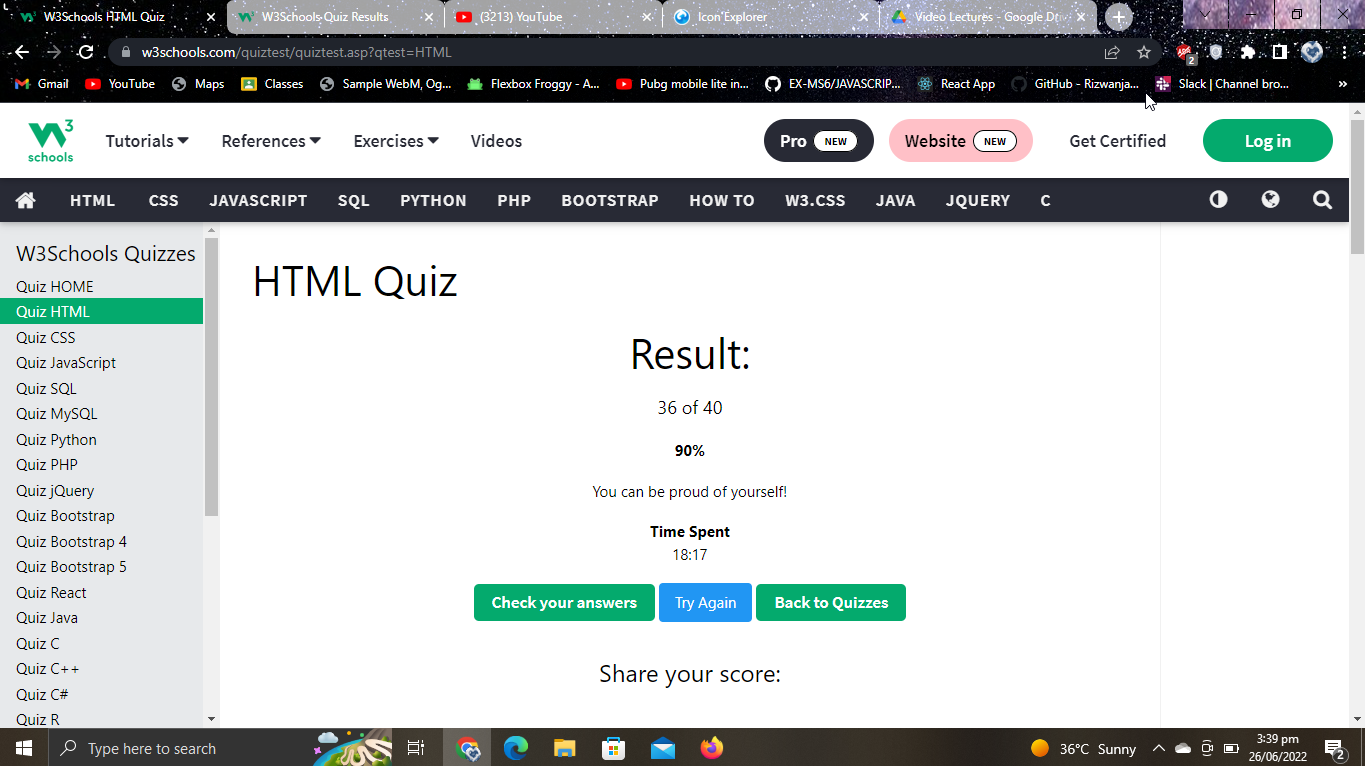 W3Schools HTML Quiz
W3Schools Quiz Results
(3213) YouTube
Icon Explorer
Video Lectures - Google Driv
w3schools.com/quiztest/quiztest.asp?qtest=HTML
2
Gmail
YouTube
Maps
Classes
Sample WebM, Og...
Flexbox Froggy - A...
Pubg mobile lite in...
EX-MS6/JAVASCRIP...
React App
GitHub - Rizwanja...
Slack | Channel bro...
»
W3
schools
Tutorials
References
Exercises
Videos
Pro NEW
Website NEW
Get Certified
Log in
HTML
CSS
JAVASCRIPT
SQL
PYTHON
PHP
BOOTSTRAP
HOW TO
W3.CSS
JAVA
JQUERY
C
W3Schools Quizzes
Quiz HOME
Quiz HTML
Quiz CSS
Quiz JavaScript
Quiz SQL
Quiz MySQL
Quiz Python
Quiz PHP
Quiz jQuery
Quiz Bootstrap
Quiz Bootstrap 4
Quiz Bootstrap 5
Quiz React
Quiz Java
Quiz C
Quiz C++
Quiz C#
Quiz R
HTML Quiz
Result:
36 of 40
90%
You can be proud of yourself!
Time Spent
18:17
Check your answers
Try Again
Back to Quizzes
Share your score:
Type here to search
36°C Sunny
3:39 pm
26/06/2022
2